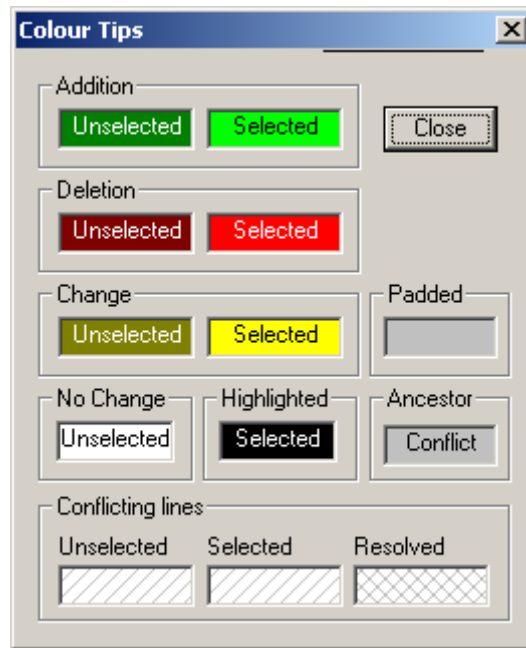 Colour Tips
Addition
Unselected Selected Close
Deletion
Unselected Selected
Change Padded
Unselected Selected
No Change Highlighted Ancestor
Unselected Selected Conflict
Conflicting lines
Unselected Selected Resolved